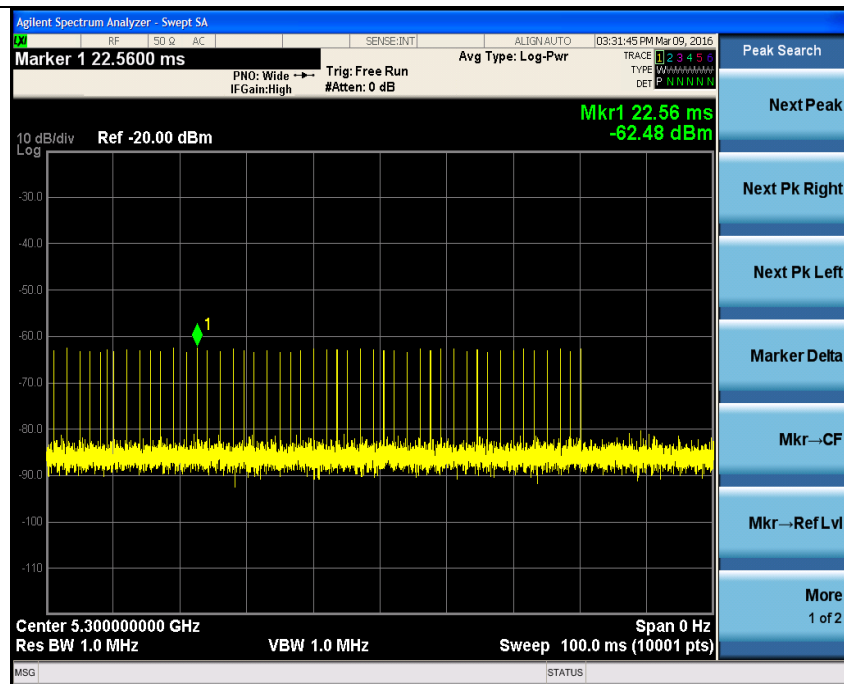 Agilent Spectrum Analyzer - Swept SA
RF 50 Ω AC SENSE:INT ALIGN AUTO 03:31:45 PM Mar 09, 2016
Marker 1 22.5600 ms
PNO: Wide
IFGain:High
Trig: Free Run
#Atten: 0 dB
Avg Type: Log-Pwr
TRACE 1 2 3 4 5 6
TYPE WWWWWW
DET P N N N N N
Mkr1 22.56 ms
-62.48 dBm
10 dB/div Ref -20.00 dBm
Log
-30.0
-40.0
-50.0
1
-60.0
-70.0
-80.0
-90.0
-100
-110
Center 5.300000000 GHz Span 0 Hz
Res BW 1.0 MHz VBW 1.0 MHz Sweep 100.0 ms (10001 pts)
MSG STATUS
Peak Search
Next Peak
Next Pk Right
Next Pk Left
Marker Delta
Mkr→CF
Mkr→Ref Lvl
More
1 of 2